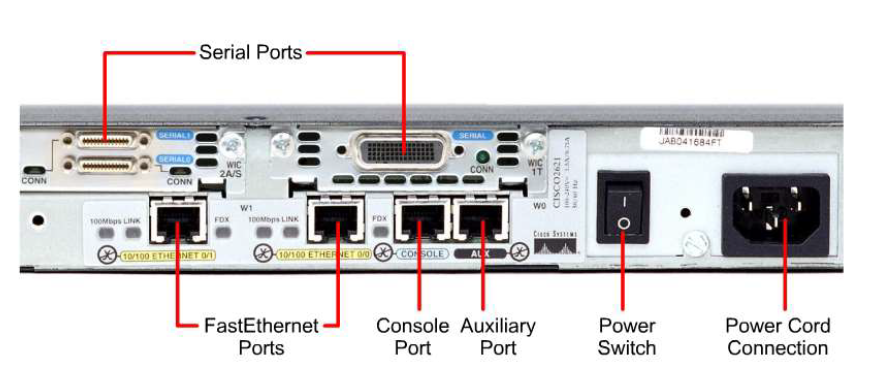 Serial Ports
SERIAL1
SERIAL0
WIC
2A/S
CONN
CONN
SERIAL
CONN
WIC
1T
JAB041684FT
CISCO2621
W1
W0
100Mbps LINK
FDX
100Mbps LINK
FDX
10/100 ETHERNET 0/1
10/100 ETHERNET 0/0
CONSOLE
AUX
CISCO SYSTEMS
I
O
FastEthernet
Ports
Console
Port
Auxiliary
Port
Power
Switch
Power Cord
Connection